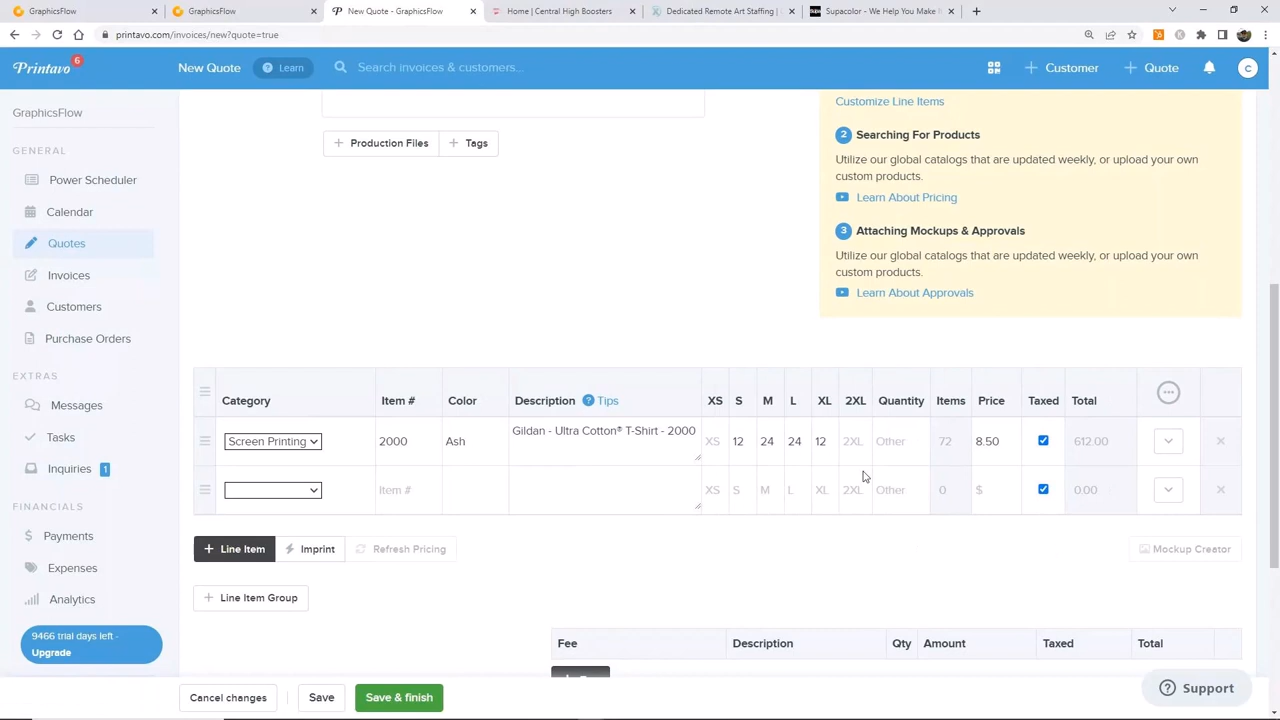 GraphicsFlow
GraphicsFlow
New Quote - GraphicsFlow
Home | Central High Boosters
Dedicated Remote Art Staffing |
Supacolor - We Help You Make
printavo.com/invoices/new?quote=true
Printavo
6
New Quote
Learn
Search invoices & customers...
Customer
Quote
C
GraphicsFlow
GENERAL
Power Scheduler
Calendar
Quotes
Invoices
Customers
Purchase Orders
EXTRAS
Messages
Tasks
Inquiries 1
FINANCIALS
Payments
Expenses
Analytics
9466 trial days left -
Upgrade
Production Files
Tags
Customize Line Items
2 Searching For Products
Utilize our global catalogs that are updated weekly, or upload your own
custom products.
Learn About Pricing
3 Attaching Mockups & Approvals
Utilize our global catalogs that are updated weekly, or upload your own
custom products.
Learn About Approvals
Category Item # Color Description Tips XS S M L XL 2XL Quantity Items Price Taxed Total
Screen Printing 2000 Ash Gildan - Ultra Cotton® T-Shirt - 2000 XS 12 24 24 12 2XL Other 72 8.50 612.00
Item # XS S M L XL 2XL Other 0 $ 0.00
+ Line Item
Imprint
Refresh Pricing
Mockup Creator
Line Item Group
Fee Description Qty Amount Taxed Total
Cancel changes
Save
Save & finish
Support